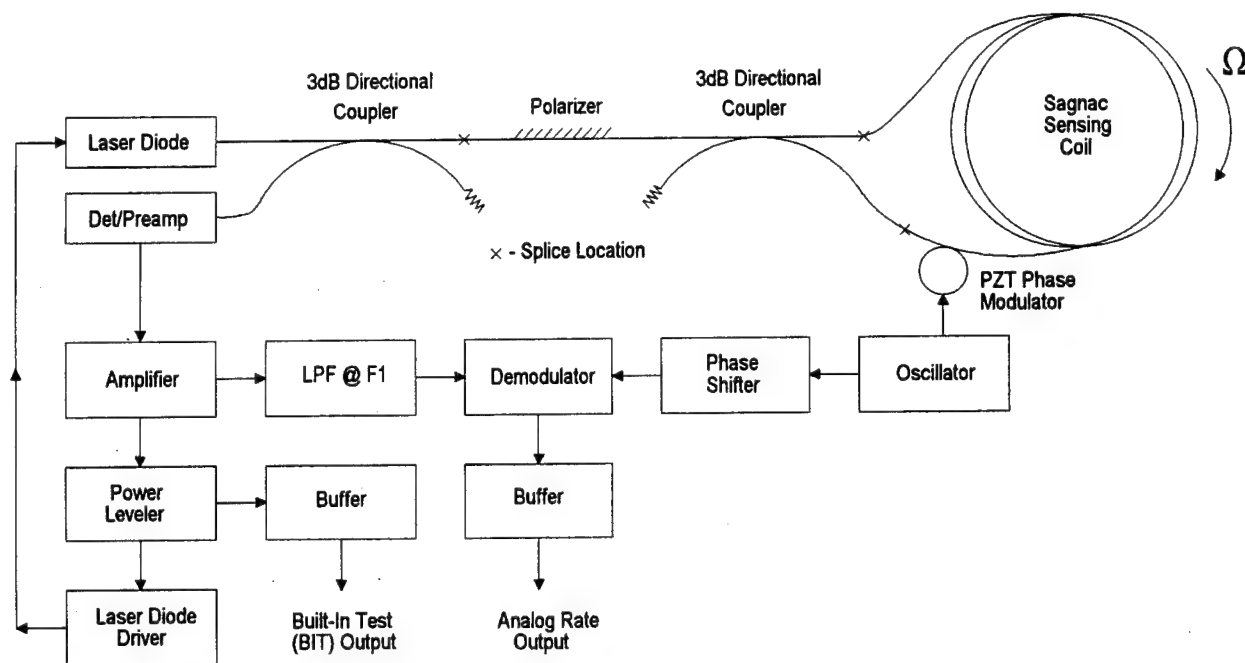 3dB Directional
Coupler
Polarizer
3dB Directional
Coupler
Ω
Sagnac
Sensing
Coil
Laser Diode
Det/Preamp
× - Splice Location
PZT Phase
Modulator
Amplifier
LPF @ F1
Demodulator
Phase
Shifter
Oscillator
Power
Leveler
Buffer
Buffer
Laser Diode
Driver
Built-In Test
(BIT) Output
Analog Rate
Output